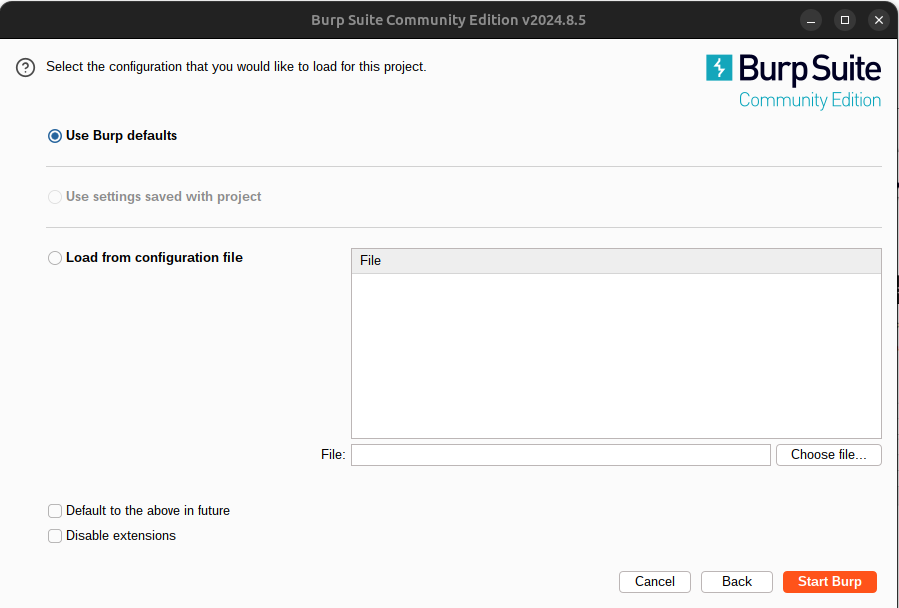 Burp Suite Community Edition v2024.8.5
Select the configuration that you would like to load for this project.
Burp Suite
Community Edition
Use Burp defaults
Use settings saved with project
Load from configuration file
File
File:
Choose file...
Default to the above in future
Disable extensions
Cancel
Back
Start Burp